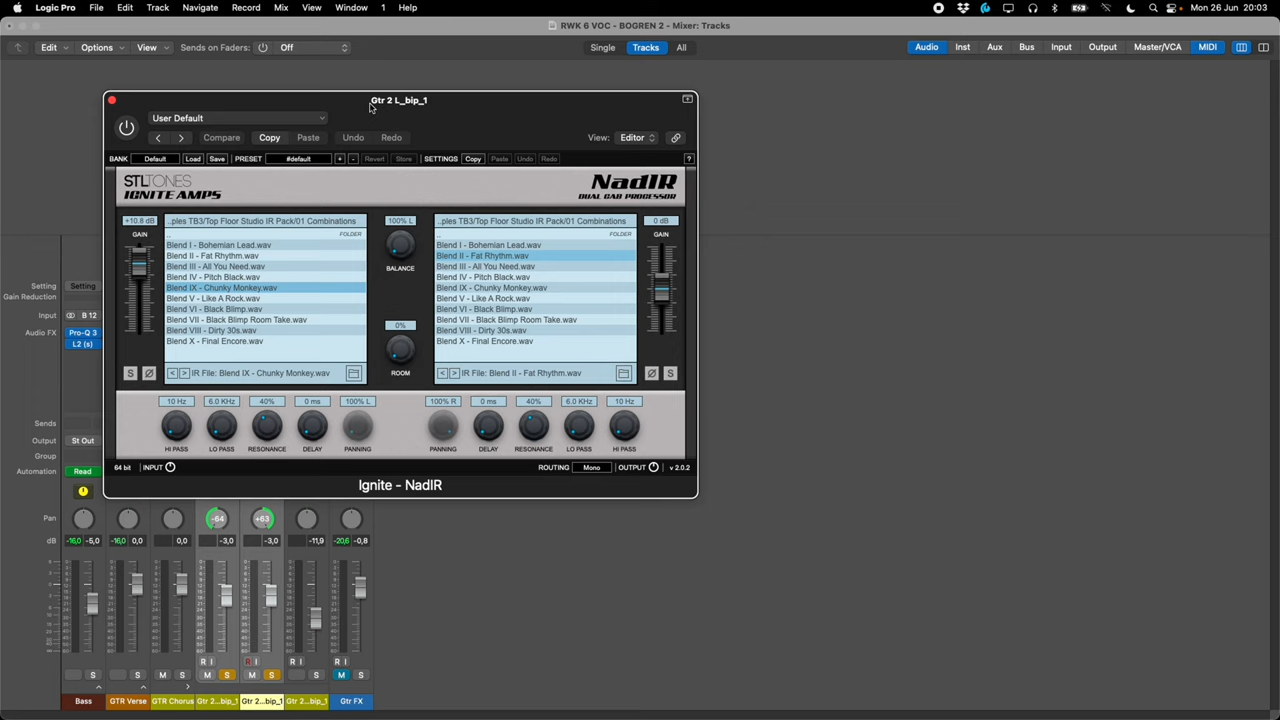 Logic Pro File Edit Track Navigate Record Mix View Window 1 Help Mon 26 Jun 20:03
RWK 6 VOC - BOGREN 2 - Mixer: Tracks
Edit Options View Sends on Faders: Off Single Tracks All Audio Inst Aux Bus Input Output Master/VCA MIDI
Gtr 2 L_bip_1
User Default
Compare Copy Paste Undo Redo View: Editor
BANK Default Load Save PRESET #default + - Revert Store SETTINGS Copy Paste Undo Redo ?
STLTONES
IGNITE AMPS
NadIR
DUAL CAB PROCESSOR
+10.8 dB ..ples TB3/Top Floor Studio IR Pack/01 Combinations 100% L ..ples TB3/Top Floor Studio IR Pack/01 Combinations 0 dB
GAIN .. FOLDER .. FOLDER GAIN
Blend I - Bohemian Lead.wav Blend I - Bohemian Lead.wav
Blend II - Fat Rhythm.wav Blend II - Fat Rhythm.wav
Blend III - All You Need.wav BALANCE Blend III - All You Need.wav
Blend IV - Pitch Black.wav Blend IV - Pitch Black.wav
Blend IX - Chunky Monkey.wav Blend IX - Chunky Monkey.wav
Blend V - Like A Rock.wav Blend V - Like A Rock.wav
Blend VI - Black Blimp.wav Blend VI - Black Blimp.wav
Blend VII - Black Blimp Room Take.wav 0% Blend VII - Black Blimp Room Take.wav
Blend VIII - Dirty 30s.wav Blend VIII - Dirty 30s.wav
Blend X - Final Encore.wav Blend X - Final Encore.wav
S Ø < > IR File: Blend IX - Chunky Monkey.wav ROOM < > IR File: Blend II - Fat Rhythm.wav Ø S
10 Hz 6.0 KHz 40% 0 ms 100% L 100% R 0 ms 40% 6.0 KHz 10 Hz
HI PASS LO PASS RESONANCE DELAY PANNING PANNING DELAY RESONANCE LO PASS HI PASS
64 bit INPUT ROUTING Mono OUTPUT v 2.0.2
Ignite - NadIR
Setting Setting
Gain Reduction
Input B 12
Audio FX Pro-Q 3
L2 (s)
Sends
Output St Out
Group
Automation Read
Pan -64 +63
dB -16,0 -5,0 -16,0 0,0 0,0 -3,0 -3,0 -11,9 -20,6 -0,8
R I R I R I R I
S S M S M S M S S M S
Bass GTR Verse GTR Chorus Gtr 2...bip_1 Gtr 2...bip_1 Gtr 2...bip_1 Gtr FX